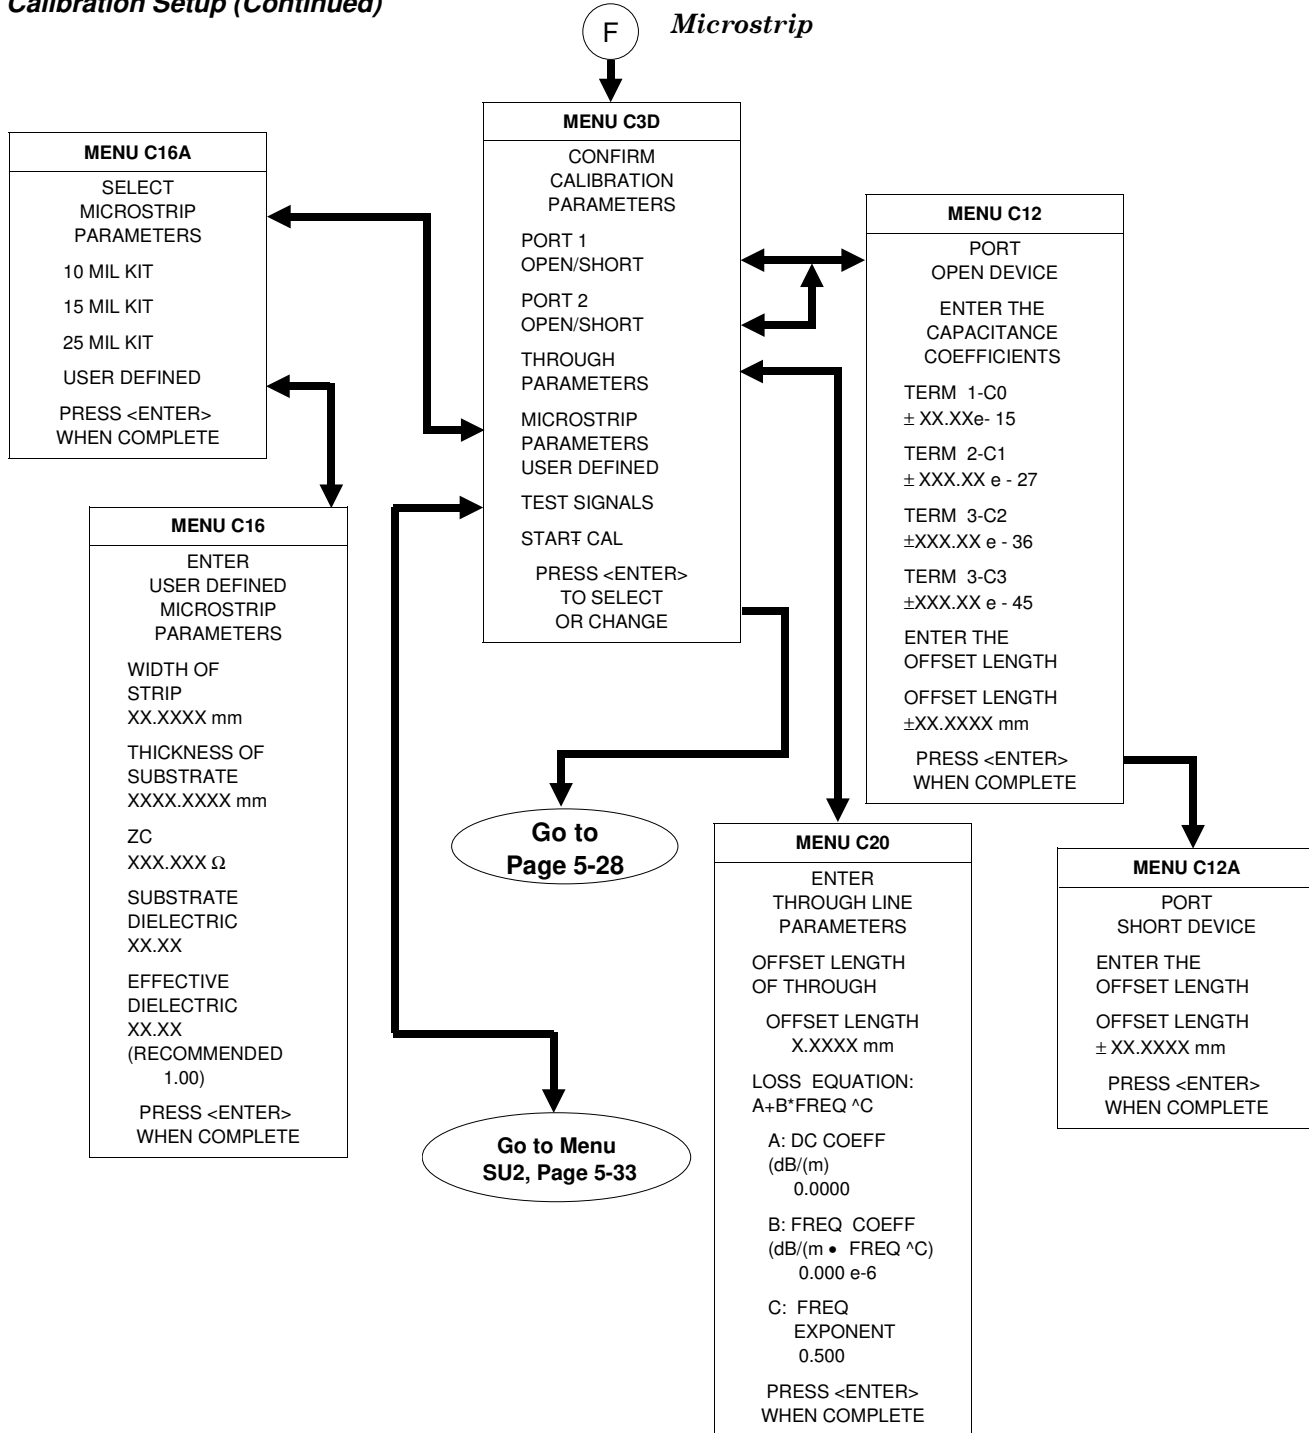 Calibration Setup (Continued)
F
Microstrip
MENU C3D
CONFIRM
CALIBRATION
PARAMETERS
PORT 1
OPEN/SHORT
PORT 2
OPEN/SHORT
THROUGH
PARAMETERS
MICROSTRIP
PARAMETERS
USER DEFINED
TEST SIGNALS
START CAL
PRESS <ENTER>
TO SELECT
OR CHANGE
MENU C16A
SELECT
MICROSTRIP
PARAMETERS
10 MIL KIT
15 MIL KIT
25 MIL KIT
USER DEFINED
PRESS <ENTER>
WHEN COMPLETE
MENU C16
ENTER
USER DEFINED
MICROSTRIP
PARAMETERS
WIDTH OF
STRIP
XX.XXXX mm
THICKNESS OF
SUBSTRATE
XXXX.XXXX mm
ZC
XXX.XXX Ω
SUBSTRATE
DIELECTRIC
XX.XX
EFFECTIVE
DIELECTRIC
XX.XX
(RECOMMENDED
1.00)
PRESS <ENTER>
WHEN COMPLETE
MENU C12
PORT
OPEN DEVICE
ENTER THE
CAPACITANCE
COEFFICIENTS
TERM 1-C0
± XX.XXe- 15
TERM 2-C1
± XXX.XX e - 27
TERM 3-C2
±XXX.XX e - 36
TERM 3-C3
±XXX.XX e - 45
ENTER THE
OFFSET LENGTH
OFFSET LENGTH
±XX.XXXX mm
PRESS <ENTER>
WHEN COMPLETE
Go to
Page 5-28
Go to Menu
SU2, Page 5-33
MENU C20
ENTER
THROUGH LINE
PARAMETERS
OFFSET LENGTH
OF THROUGH
OFFSET LENGTH
X.XXXX mm
LOSS EQUATION:
A+B*FREQ ^C
A: DC COEFF
(dB/(m)
0.0000
B: FREQ COEFF
(dB/(m • FREQ ^C)
0.000 e-6
C: FREQ
EXPONENT
0.500
PRESS <ENTER>
WHEN COMPLETE
MENU C12A
PORT
SHORT DEVICE
ENTER THE
OFFSET LENGTH
OFFSET LENGTH
± XX.XXXX mm
PRESS <ENTER>
WHEN COMPLETE